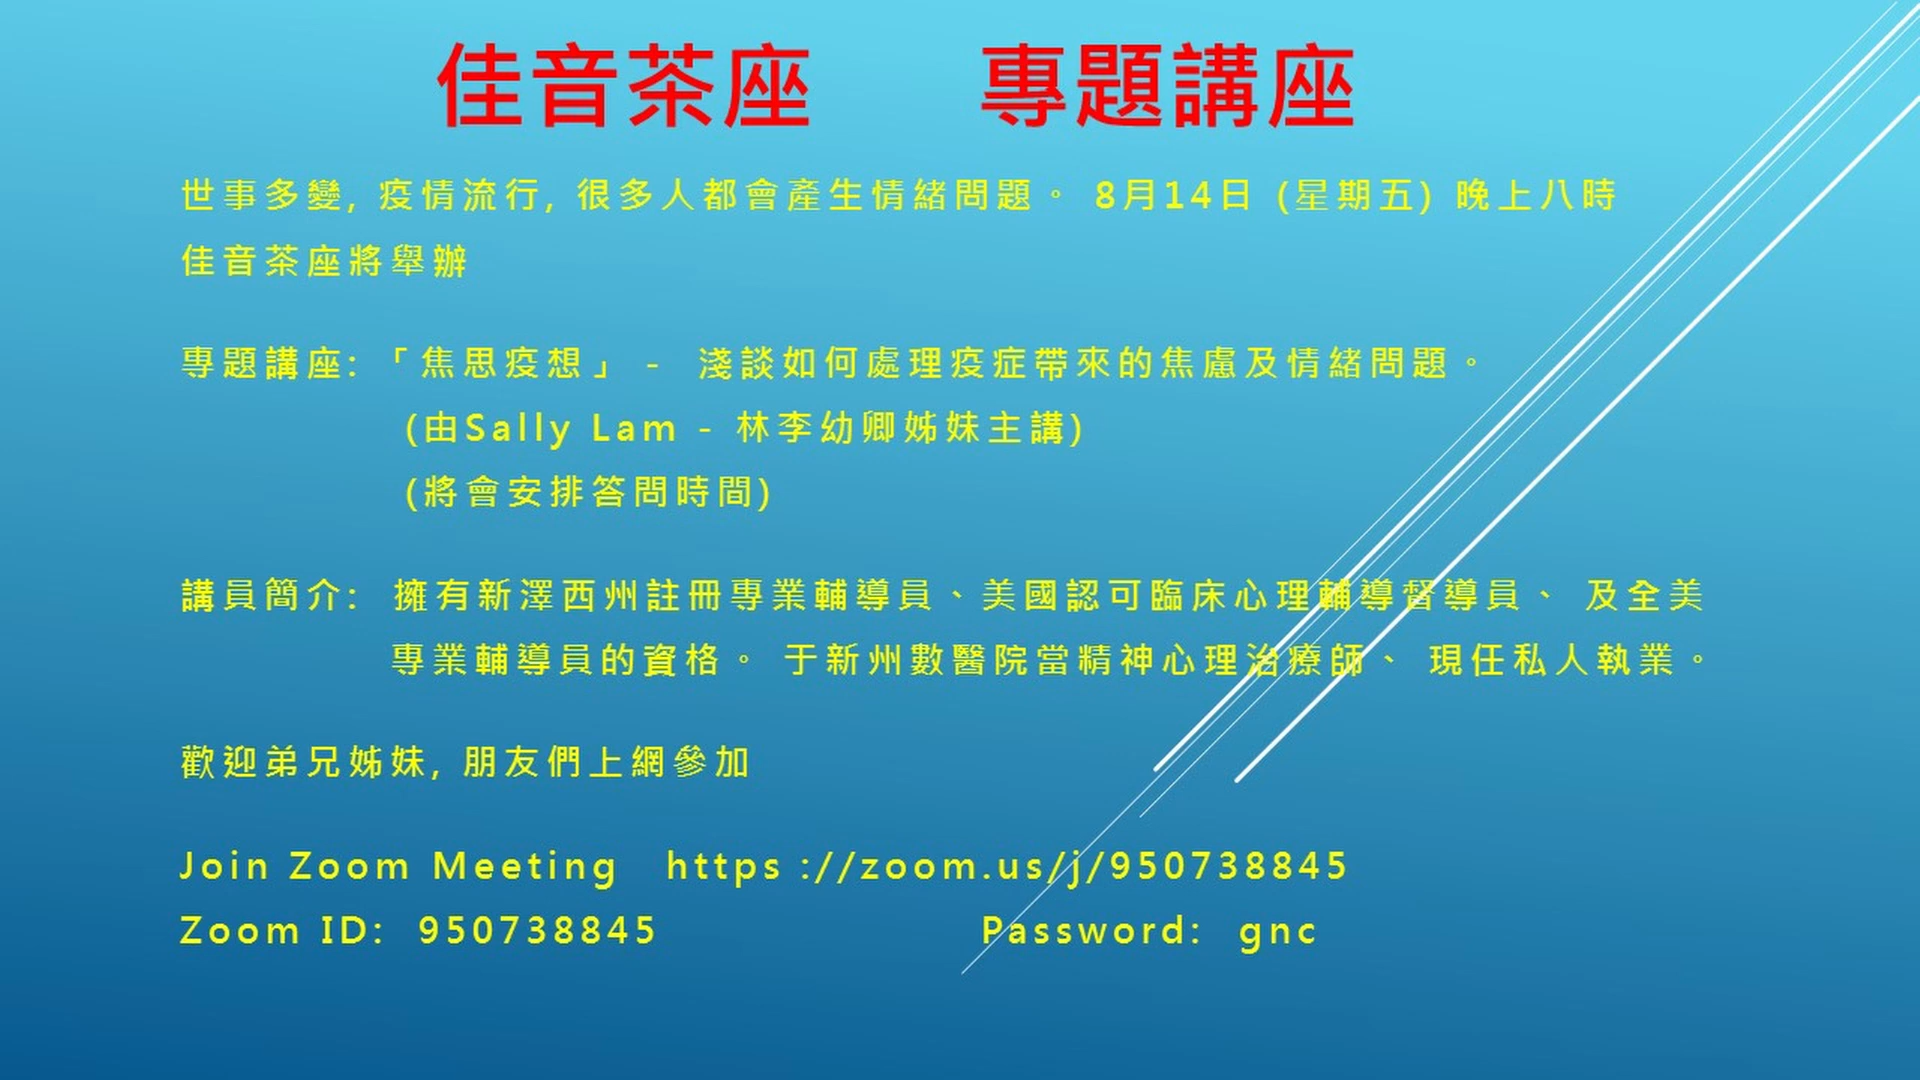 佳音茶座 專題講座
世事多變, 疫情流行, 很多人都會產生情緒問題。 8月14日 (星期五) 晚上八時
佳音茶座將舉辦
專題講座: 「焦思疫想」 - 淺談如何處理疫症帶來的焦慮及情緒問題。
(由Sally Lam - 林李幼卿姊妹主講)
(將會安排答問時間)
講員簡介: 擁有新澤西州註冊專業輔導員、美國認可臨床心理輔導督導員、 及全美
專業輔導員的資格。 于新州數醫院當精神心理治療師、 現任私人執業。
歡迎弟兄姊妹, 朋友們上網參加
Join Zoom Meeting https ://zoom.us/j/950738845
Zoom ID: 950738845 Password: gnc